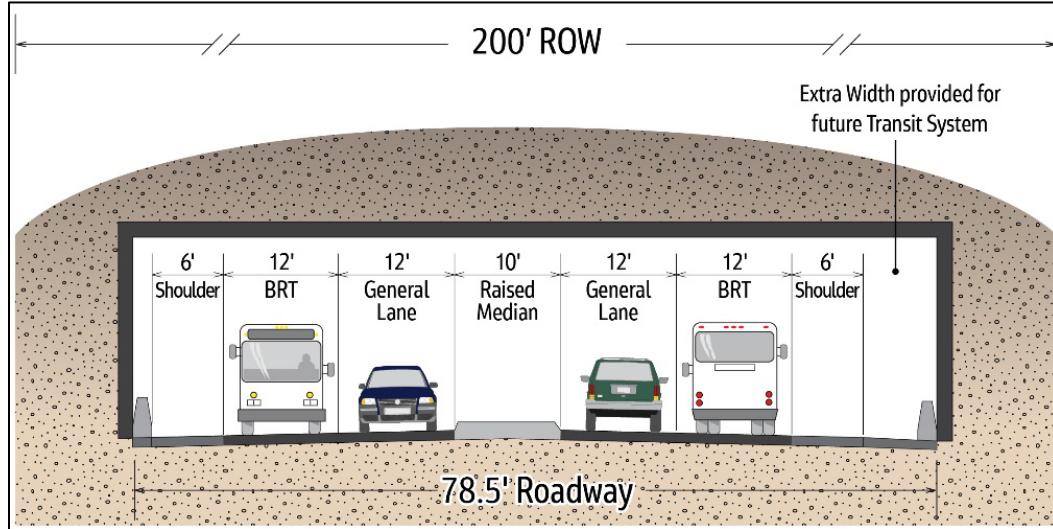 200' ROW
Extra Width provided for
future Transit System
6'
Shoulder
12'
BRT
12'
General
Lane
10'
Raised
Median
12'
General
Lane
12'
BRT
6'
Shoulder
78.5' Roadway